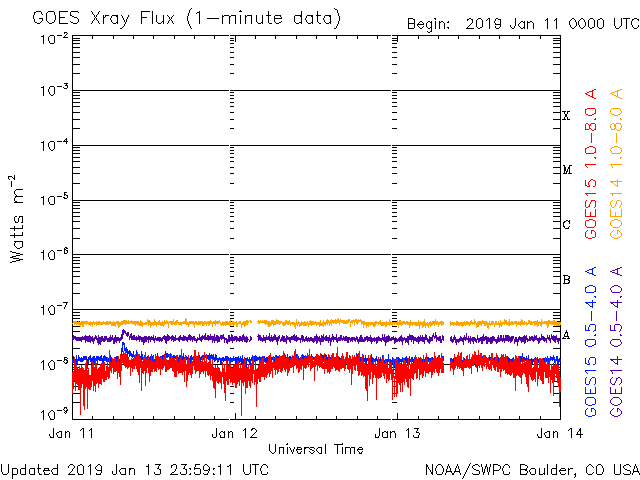 GOES Xray Flux (1-minute data)
Begin: 2019 Jan 11 0000 UTC
Watts m⁻²
10⁻²
10⁻³
10⁻⁴
10⁻⁵
10⁻⁶
10⁻⁷
10⁻⁸
10⁻⁹
X
M
C
B
A
GOES15 1.0-8.0 A
GOES14 1.0-8.0 A
GOES15 0.5-4.0 A
GOES14 0.5-4.0 A
Jan 11 Jan 12 Jan 13 Jan 14
Universal Time
Updated 2019 Jan 13 23:59:11 UTC
NOAA/SWPC Boulder, CO USA